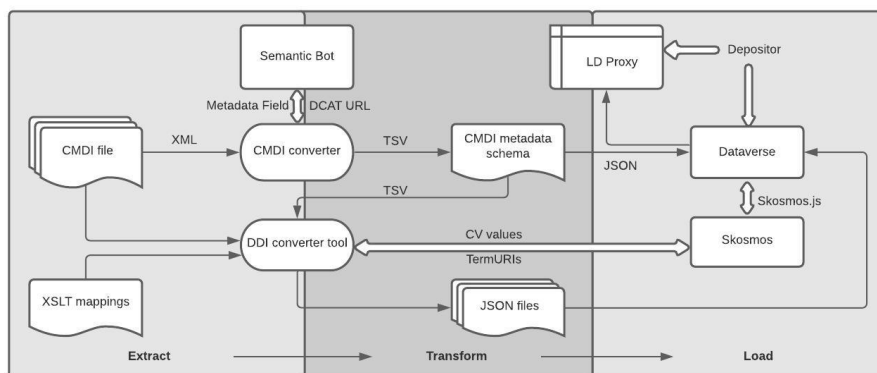 Semantic Bot
LD Proxy
Depositor
Metadata Field
DCAT URL
CMDI file
XML
CMDI converter
TSV
CMDI metadata
schema
JSON
Dataverse
TSV
Skosmos.js
DDI converter tool
CV values
TermURIs
Skosmos
XSLT mappings
JSON files
Extract
Transform
Load